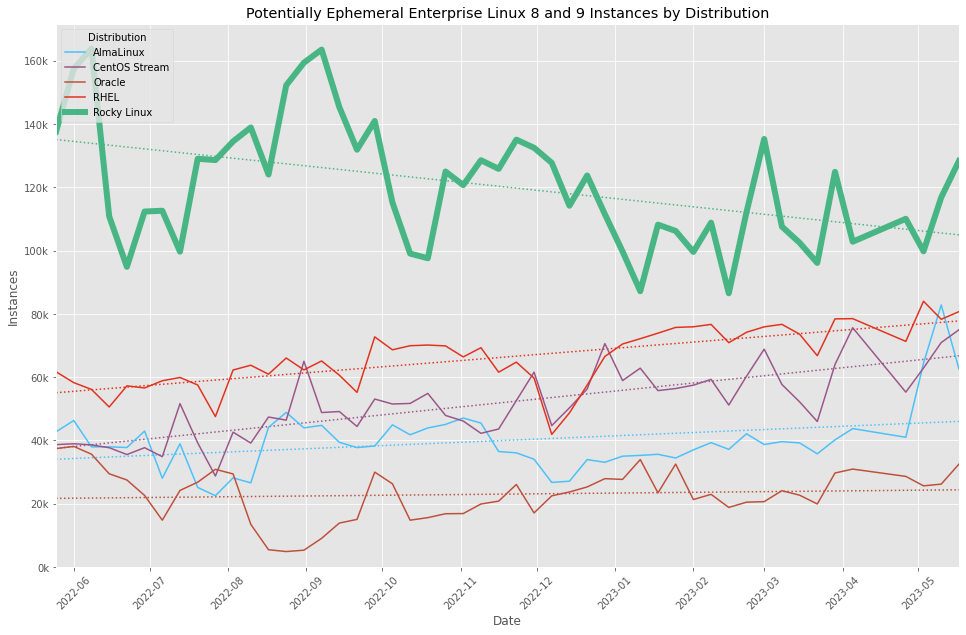 Potentially Ephemeral Enterprise Linux 8 and 9 Instances by Distribution
Distribution
AlmaLinux
CentOS Stream
Oracle
RHEL
Rocky Linux
160k
140k
120k
100k
80k
60k
40k
20k
0k
Instances
2022-06
2022-07
2022-08
2022-09
2022-10
2022-11
2022-12
2023-01
2023-02
2023-03
2023-04
2023-05
Date